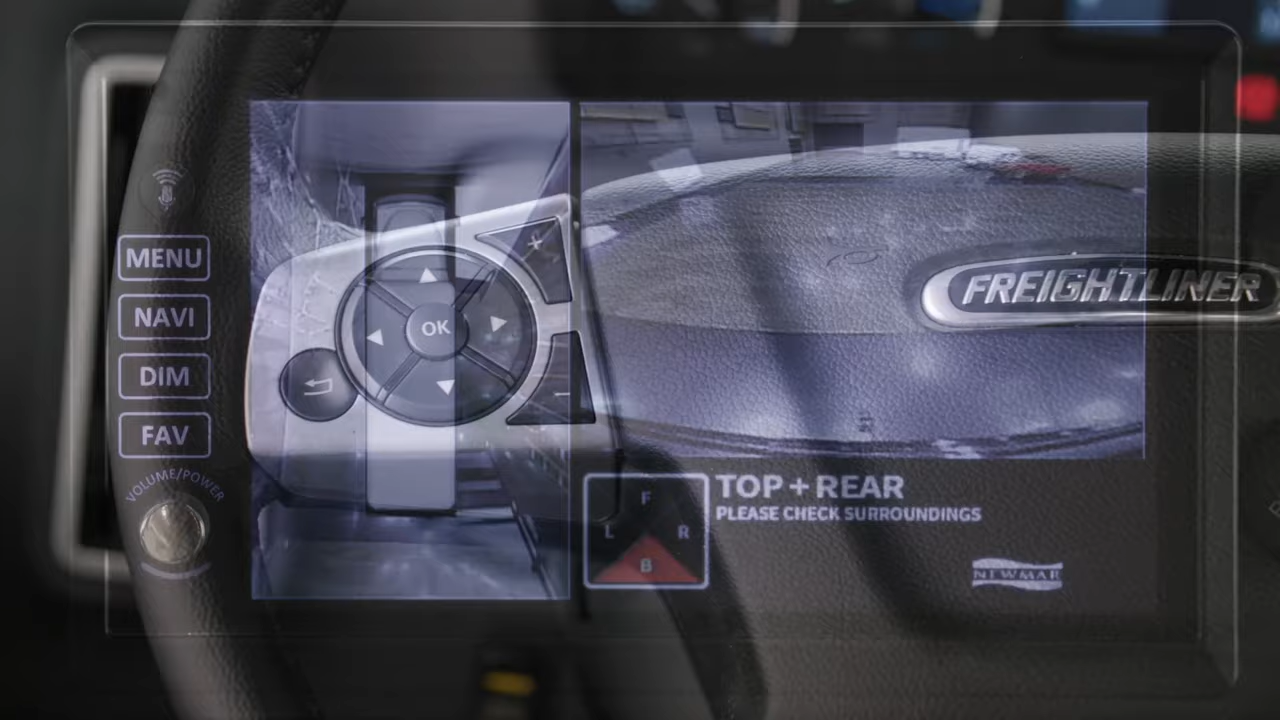 MENU
NAVI
DIM
FAV
VOLUME/POWER
OK
+
-
FREIGHTLINER
F
L R
B
TOP + REAR
PLEASE CHECK SURROUNDINGS
NEWMAR